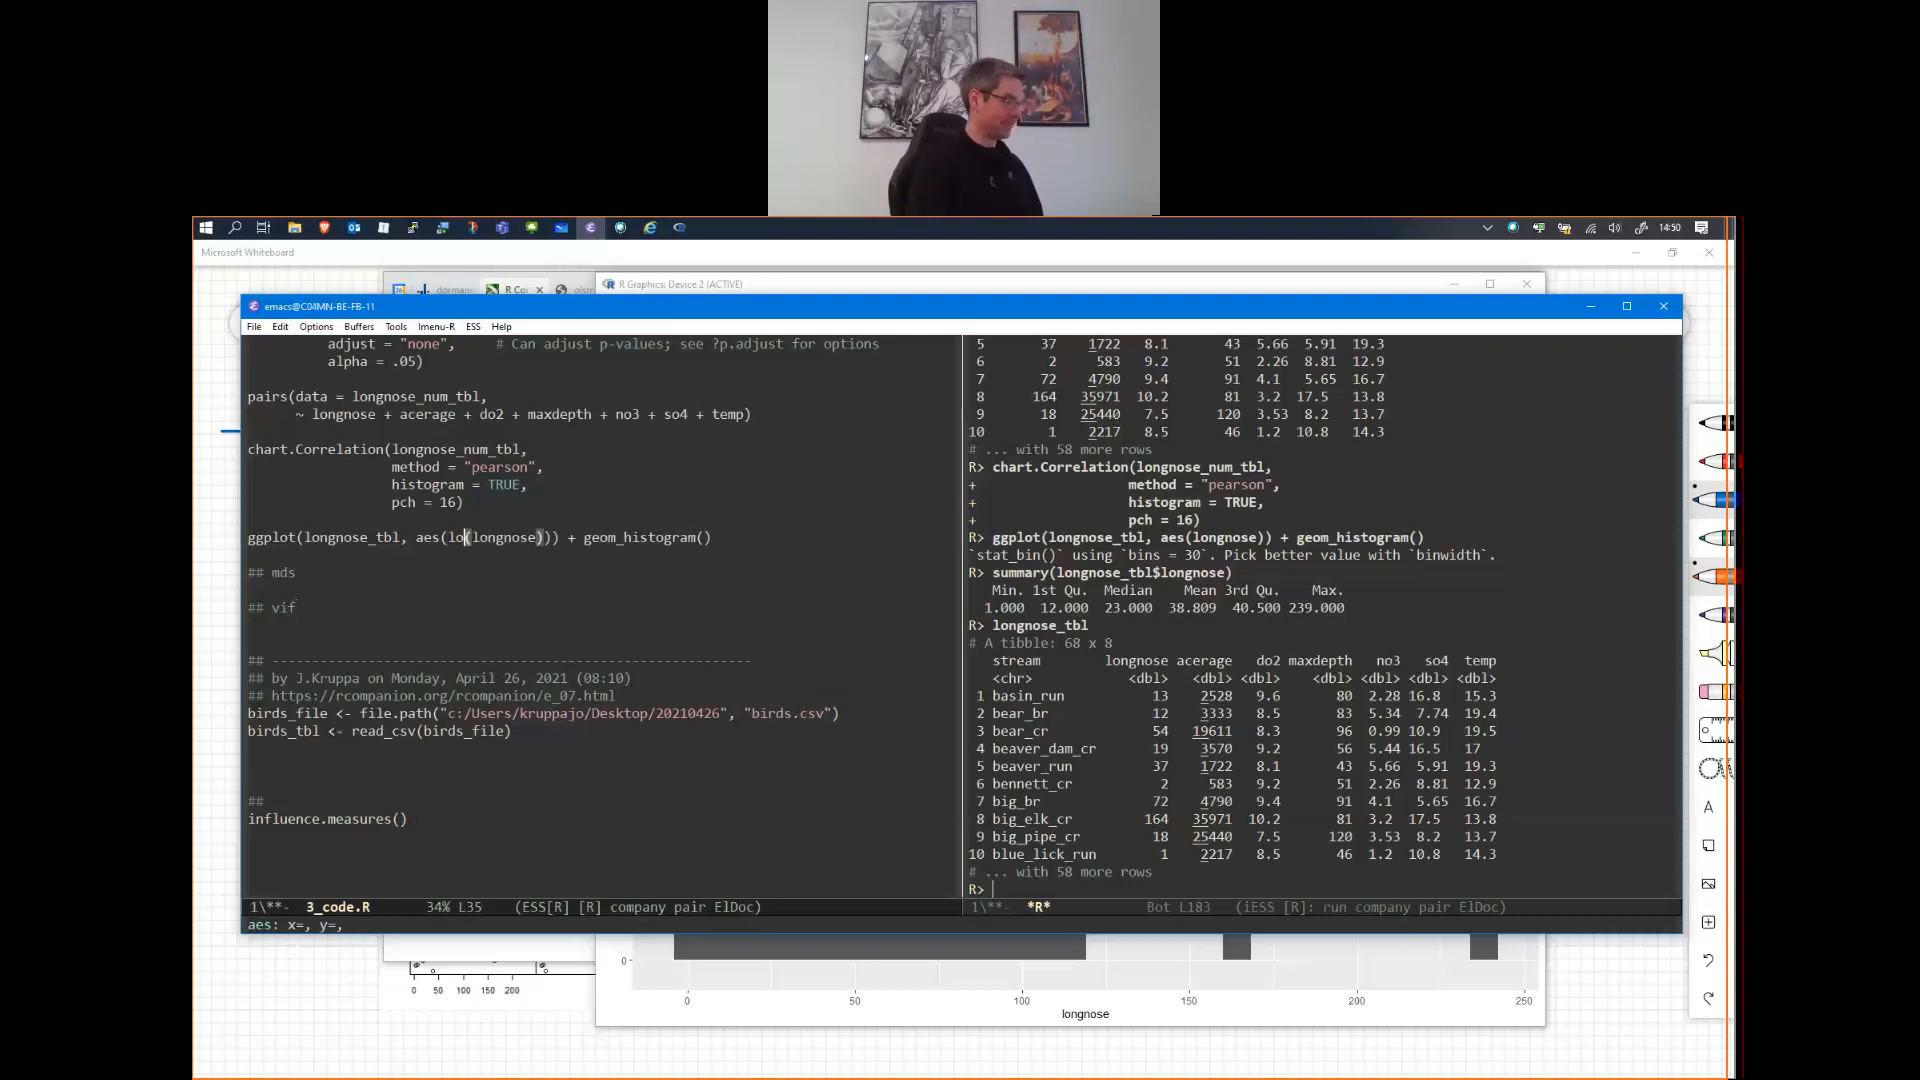 14:50
Microsoft Whiteboard
R Co
R Graphics: Device 2 (ACTIVE)
emacs@C04MN-BE-FB-11
File Edit Options Buffers Tools Imenu-R ESS Help
adjust = "none", # Can adjust p-values; see ?p.adjust for options
alpha = .05)
pairs(data = longnose_num_tbl,
~ longnose + acerage + do2 + maxdepth + no3 + so4 + temp)
chart.Correlation(longnose_num_tbl,
method = "pearson",
histogram = TRUE,
pch = 16)
ggplot(longnose_tbl, aes(lo(longnose))) + geom_histogram()
## mds
## vif
## -------------------------------------------------------------
## by J.Kruppa on Monday, April 26, 2021 (08:10)
## https://rcompanion.org/rcompanion/e_07.html
birds_file <- file.path("c:/Users/kruppajo/Desktop/20210426", "birds.csv")
birds_tbl <- read_csv(birds_file)
##
influence.measures()
1\**- 3_code.R 34% L35 (ESS[R] [R] company pair ElDoc)
aes: x=, y=,
5 37 1722 8.1 43 5.66 5.91 19.3
6 2 583 9.2 51 2.26 8.81 12.9
7 72 4790 9.4 91 4.1 5.65 16.7
8 164 35971 10.2 81 3.2 17.5 13.8
9 18 25440 7.5 120 3.53 8.2 13.7
10 1 2217 8.5 46 1.2 10.8 14.3
# ... with 58 more rows
R> chart.Correlation(longnose_num_tbl,
+ method = "pearson",
+ histogram = TRUE,
+ pch = 16)
R> ggplot(longnose_tbl, aes(longnose)) + geom_histogram()
`stat_bin()` using `bins = 30`. Pick better value with `binwidth`.
R> summary(longnose_tbl$longnose)
Min. 1st Qu. Median Mean 3rd Qu. Max.
1.000 12.000 23.000 38.809 40.500 239.000
R> longnose_tbl
# A tibble: 68 x 8
stream longnose acerage do2 maxdepth no3 so4 temp
<chr> <dbl> <dbl> <dbl> <dbl> <dbl> <dbl> <dbl>
1 basin_run 13 2528 9.6 80 2.28 16.8 15.3
2 bear_br 12 3333 8.5 83 5.34 7.74 19.4
3 bear_cr 54 19611 8.3 96 0.99 10.9 19.5
4 beaver_dam_cr 19 3570 9.2 56 5.44 16.5 17
5 beaver_run 37 1722 8.1 43 5.66 5.91 19.3
6 bennett_cr 2 583 9.2 51 2.26 8.81 12.9
7 big_br 72 4790 9.4 91 4.1 5.65 16.7
8 big_elk_cr 164 35971 10.2 81 3.2 17.5 13.8
9 big_pipe_cr 18 25440 7.5 120 3.53 8.2 13.7
10 blue_lick_run 1 2217 8.5 46 1.2 10.8 14.3
# ... with 58 more rows
R>
1\**- *R* Bot L183 (iESS [R]: run company pair ElDoc)
0 50 100 150 200
0
0 50 100 150 200 250
longnose